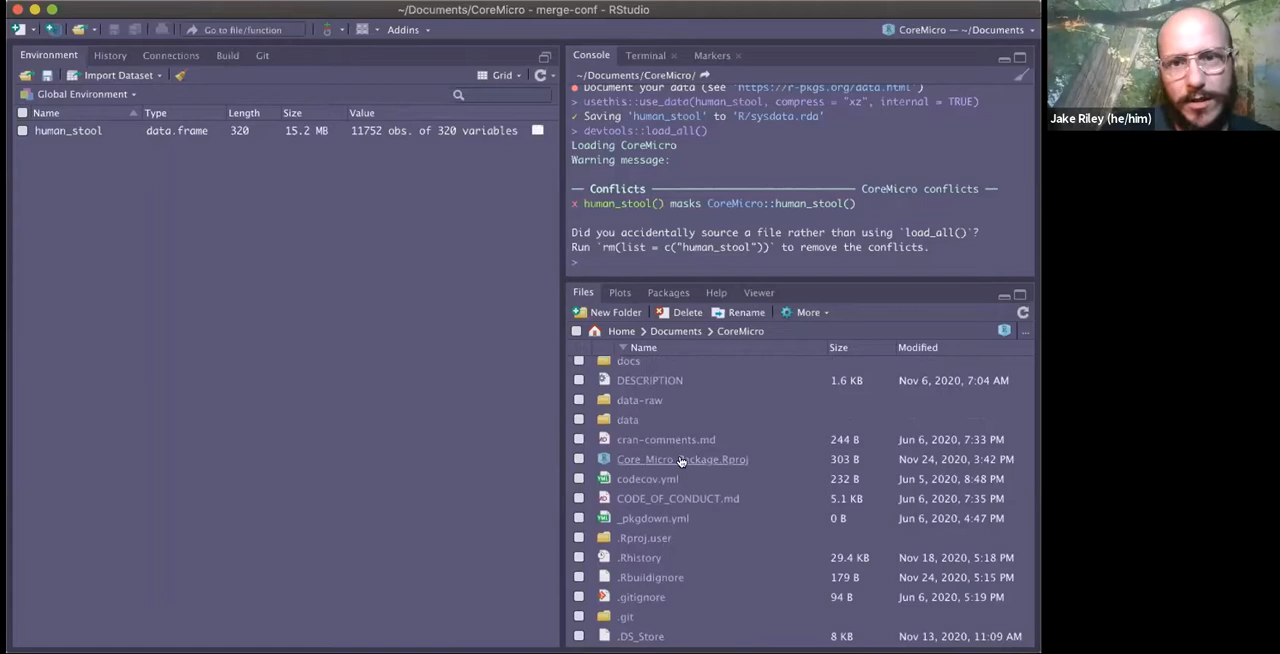 ~/Documents/CoreMicro - merge-conf - RStudio
Go to file/function
Addins
CoreMicro — ~/Documents
Environment
History
Connections
Build
Git
Import Dataset
Grid
Global Environment
Name
Type
Length
Size
Value
human_stool
data.frame
320
15.2 MB
11752 obs. of 320 variables
Console
Terminal
Markers
~/Documents/CoreMicro/
Document your data (see 'https://r-pkgs.org/data.html')
> usethis::use_data(human_stool, compress = "xz", internal = TRUE)
✓ Saving 'human_stool' to 'R/sysdata.rda'
> devtools::load_all()
Loading CoreMicro
Warning message:
── Conflicts ──────────────── CoreMicro conflicts ──
x human_stool() masks CoreMicro::human_stool()
Did you accidentally source a file rather than using `load_all()`?
Run `rm(list = c("human_stool"))` to remove the conflicts.
>
Files
Plots
Packages
Help
Viewer
New Folder
Delete
Rename
More
Home > Documents > CoreMicro
...
Name
Size
Modified
docs
DESCRIPTION 1.6 KB Nov 6, 2020, 7:04 AM
data-raw
data
cran-comments.md 244 B Jun 6, 2020, 7:33 PM
Core_Micro_Package.Rproj 303 B Nov 24, 2020, 3:42 PM
codecov.yml 232 B Jun 5, 2020, 8:48 PM
CODE_OF_CONDUCT.md 5.1 KB Jun 6, 2020, 7:35 PM
_pkgdown.yml 0 B Jun 6, 2020, 4:47 PM
.Rproj.user
.Rhistory 29.4 KB Nov 18, 2020, 5:18 PM
.Rbuildignore 179 B Nov 24, 2020, 5:15 PM
.gitignore 94 B Jun 6, 2020, 5:19 PM
.git
.DS_Store 8 KB Nov 13, 2020, 11:09 AM
Jake Riley (he/him)